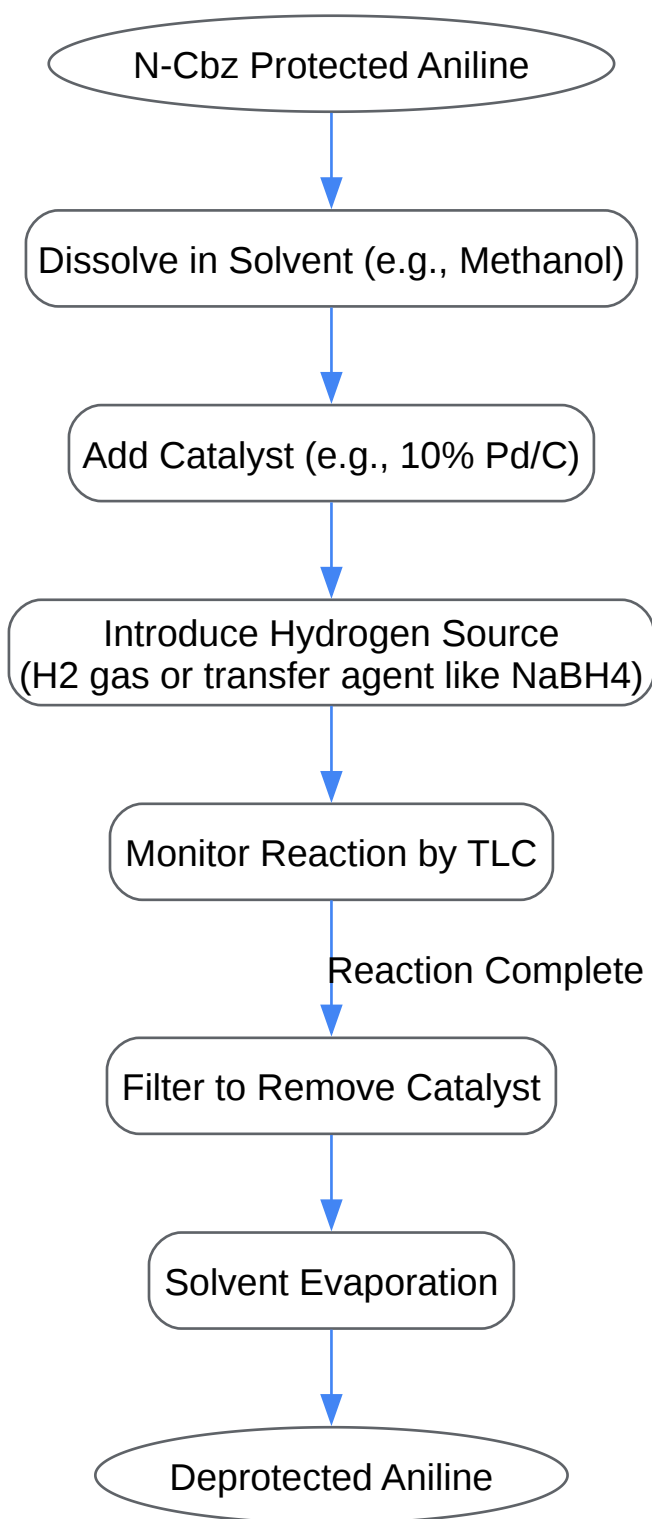 N-Cbz Protected Aniline
Dissolve in Solvent (e.g., Methanol)
Add Catalyst (e.g., 10% Pd/C)
Introduce Hydrogen Source
(H2 gas or transfer agent like NaBH4)
Monitor Reaction by TLC
Reaction Complete
Filter to Remove Catalyst
Solvent Evaporation
Deprotected Aniline